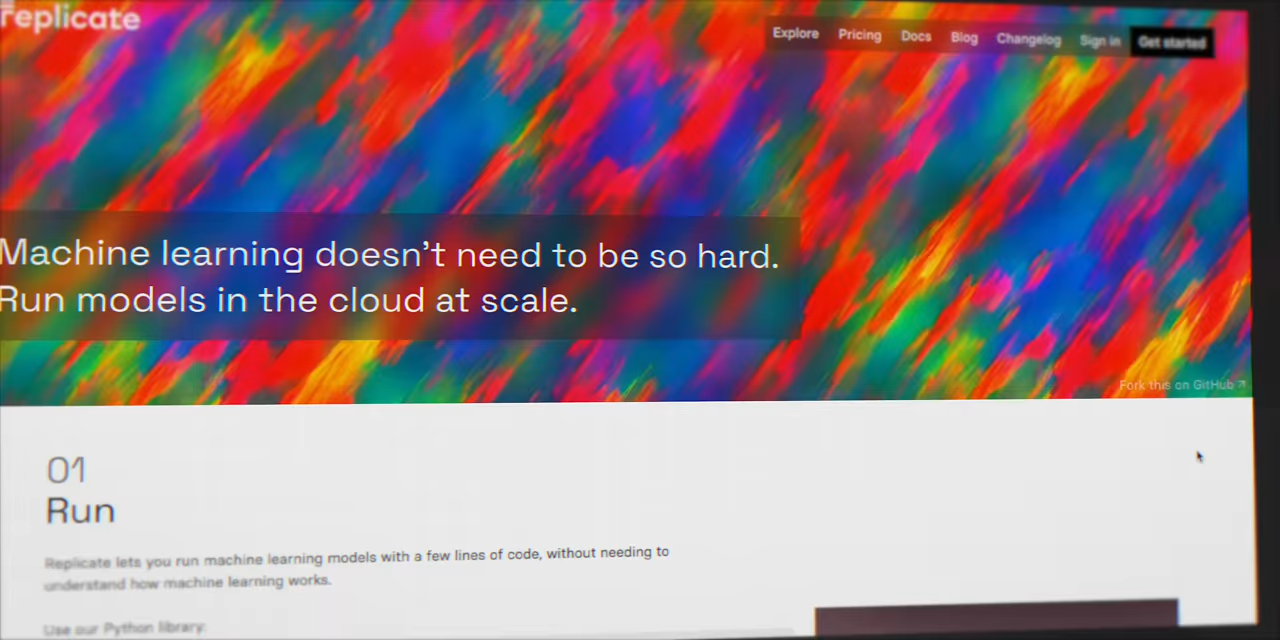 replicate
Explore Pricing Docs Blog Changelog Sign in Get started
Machine learning doesn't need to be so hard.
Run models in the cloud at scale.
Fork this on GitHub ↗
01
Run
Replicate lets you run machine learning models with a few lines of code, without needing to
understand how machine learning works.
Use our Python library: